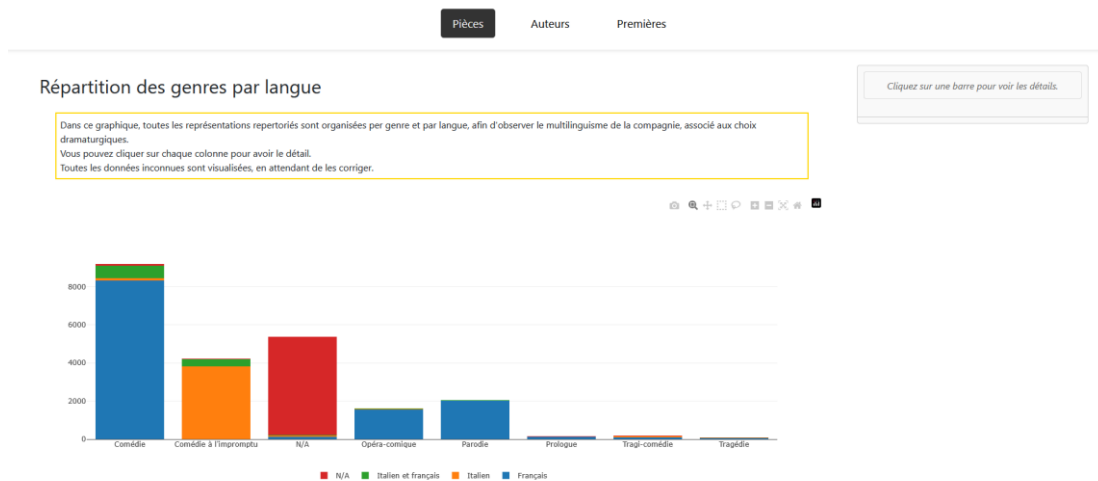 Pièces Auteurs Premières
Répartition des genres par langue
Cliquez sur une barre pour voir les détails.
Dans ce graphique, toutes les représentations repertoriés sont organisées per genre et par langue, afin d'observer le multilinguisme de la compagnie, associé aux choix
dramaturgiques.
Vous pouvez cliquer sur chaque colonne pour avoir le détail.
Toutes les données inconnues sont visualisées, en attendant de les corriger.
8000
6000
4000
2000
0
Comédie Comédie à l'impromptu N/A Opéra-comique Parodie Prologue Tragi-comédie Tragédie
N/A Italien et français Italien Français